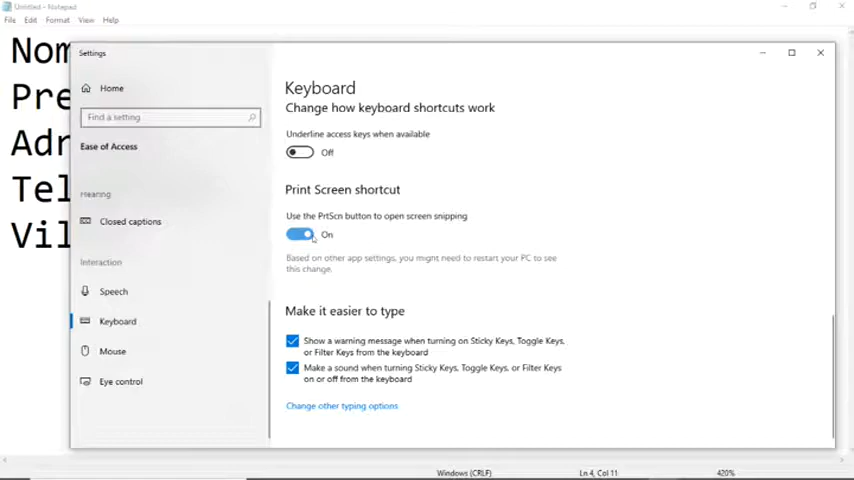 Untitled - Notepad
File Edit Format View Help
Nom
Pre
Adr
Tel
Vil
Settings
Home
Find a setting
Ease of Access
Hearing
Closed captions
Interaction
Speech
Keyboard
Mouse
Eye control
Keyboard
Change how keyboard shortcuts work
Underline access keys when available
Off
Print Screen shortcut
Use the PrtScn button to open screen snipping
On
Based on other app settings, you might need to restart your PC to see
this change.
Make it easier to type
Show a warning message when turning on Sticky Keys, Toggle Keys,
or Filter Keys from the keyboard
Make a sound when turning Sticky Keys, Toggle Keys, or Filter Keys
on or off from the keyboard
Change other typing options
Windows (CRLF) Ln 4, Col 11 420%